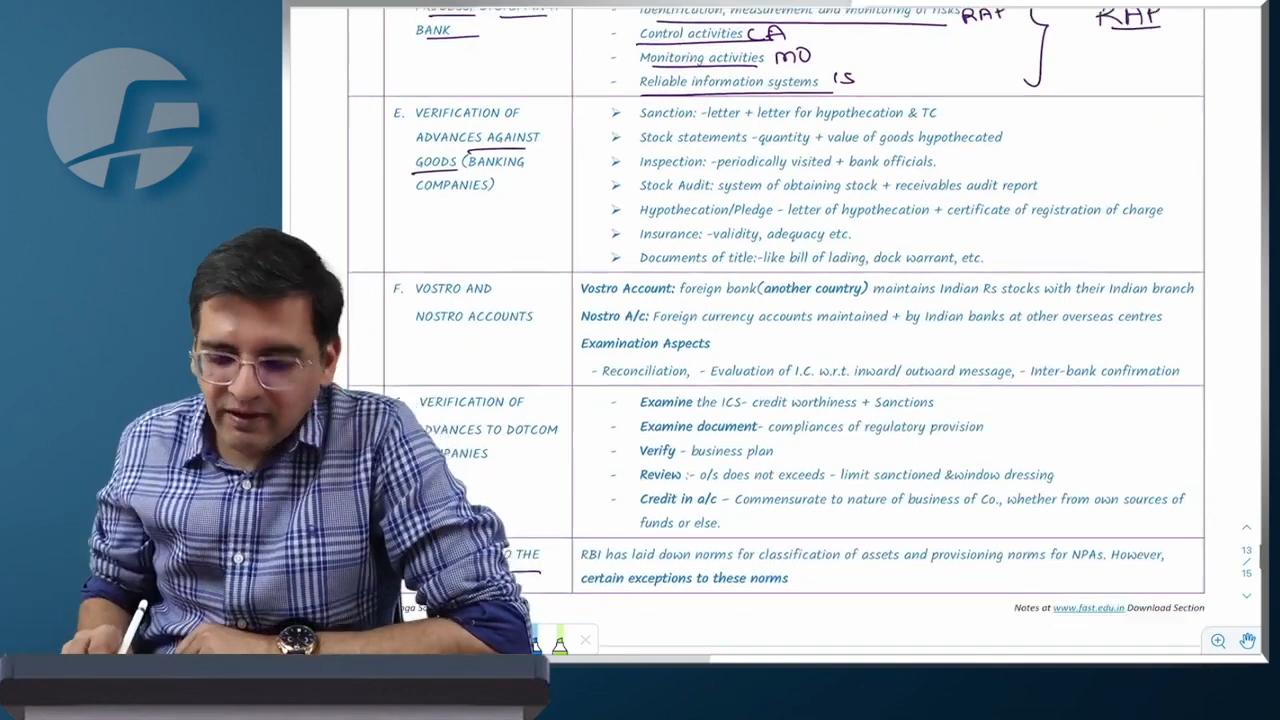 Identification, measurement and monitoring of risks RAP
BANK
- Control activities CA
RAP
- Monitoring activities MO
- Reliable information systems IS
E. VERIFICATION OF
ADVANCES AGAINST
GOODS (BANKING
COMPANIES)
➢ Sanction: -letter + letter for hypothecation & TC
➢ Stock statements -quantity + value of goods hypothecated
➢ Inspection: -periodically visited + bank officials.
➢ Stock Audit: system of obtaining stock + receivables audit report
➢ Hypothecation/Pledge - letter of hypothecation + certificate of registration of charge
➢ Insurance: -validity, adequacy etc.
➢ Documents of title:-like bill of lading, dock warrant, etc.
F. VOSTRO AND
NOSTRO ACCOUNTS
Vostro Account: foreign bank(another country) maintains Indian Rs stocks with their Indian branch
Nostro A/c: Foreign currency accounts maintained + by Indian banks at other overseas centres
Examination Aspects
- Reconciliation, - Evaluation of I.C. w.r.t. inward/ outward message, - Inter-bank confirmation
VERIFICATION OF
DVANCES TO DOTCOM
MPANIES
- Examine the ICS- credit worthiness + Sanctions
- Examine document- compliances of regulatory provision
- Verify - business plan
- Review :- o/s does not exceeds - limit sanctioned &window dressing
- Credit in a/c – Commensurate to nature of business of Co., whether from own sources of
funds or else.
O THE
RBI has laid down norms for classification of assets and provisioning norms for NPAs. However,
certain exceptions to these norms
Notes at www.fast.edu.in Download Section
13
/
15